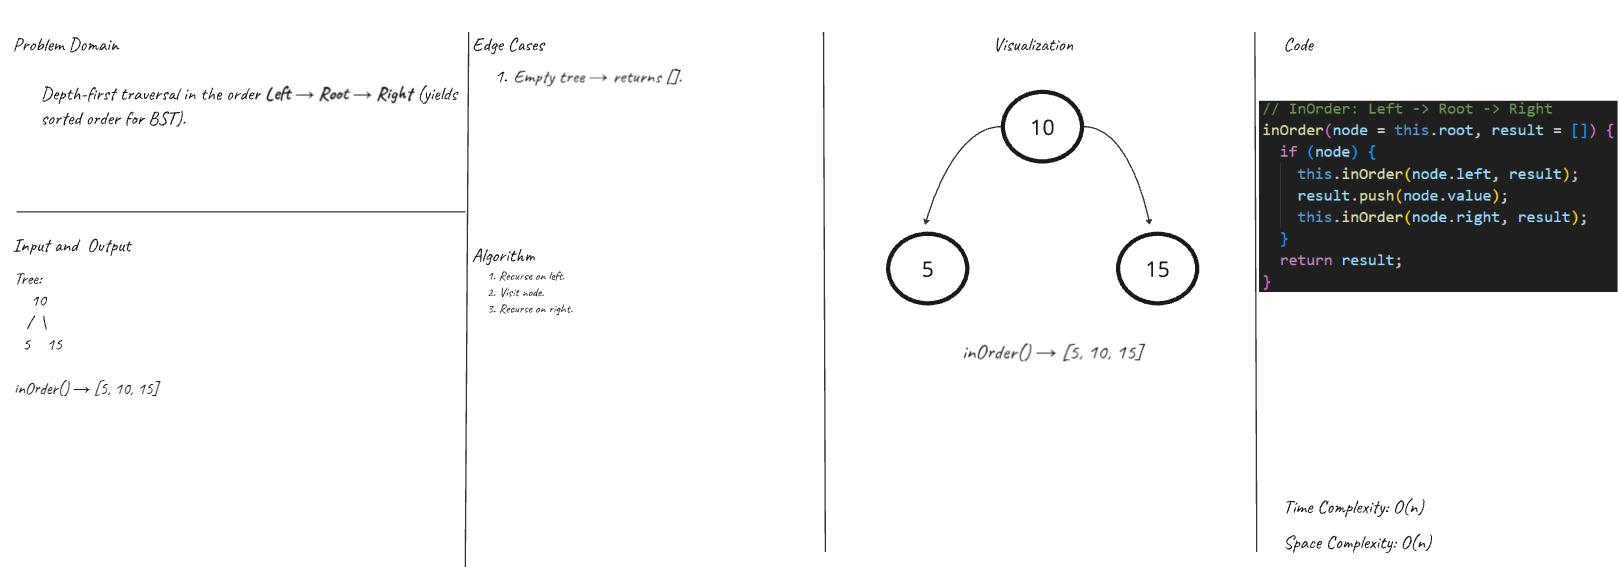 Problem Domain
Depth-first traversal in the order Left → Root → Right (yields
sorted order for BST).
Input and Output
Tree:
10
/ \
5 15
inOrder() → [5, 10, 15]
Edge Cases
1. Empty tree → returns [].
Algorithm
1. Recurse on left.
2. Visit node.
3. Recurse on right.
Visualization
10
5
15
inOrder() → [5, 10, 15]
Code
// InOrder: Left -> Root -> Right
inOrder(node = this.root, result = []) {
  if (node) {
    this.inOrder(node.left, result);
    result.push(node.value);
    this.inOrder(node.right, result);
  }
  return result;
}
Time Complexity: O(n)
Space Complexity: O(n)